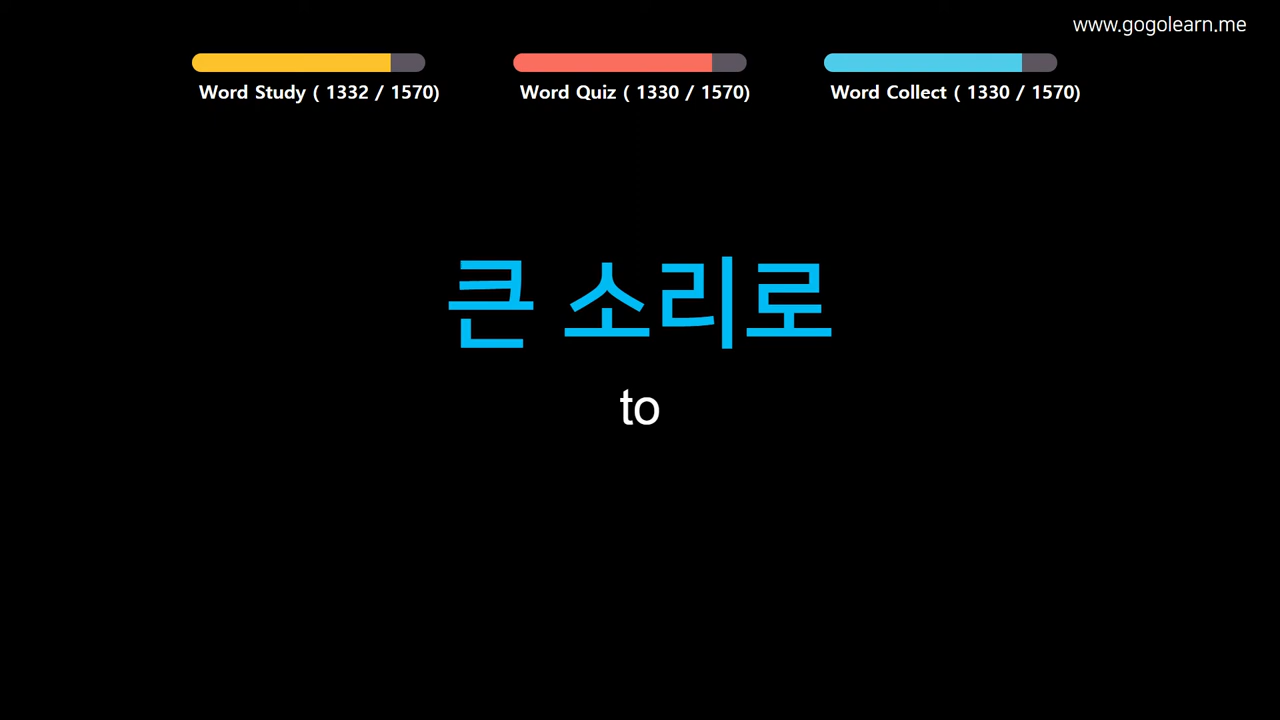 www.gogolearn.me
Word Study ( 1332 / 1570)
Word Quiz ( 1330 / 1570)
Word Collect ( 1330 / 1570)
큰 소리로
to